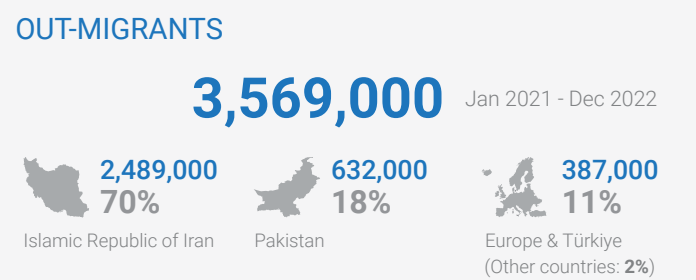 OUT-MIGRANTS
3,569,000 Jan 2021 - Dec 2022
2,489,000 632,000 387,000
70% 18% 11%
Islamic Republic of Iran Pakistan Europe & Türkiye
(Other countries: 2%)